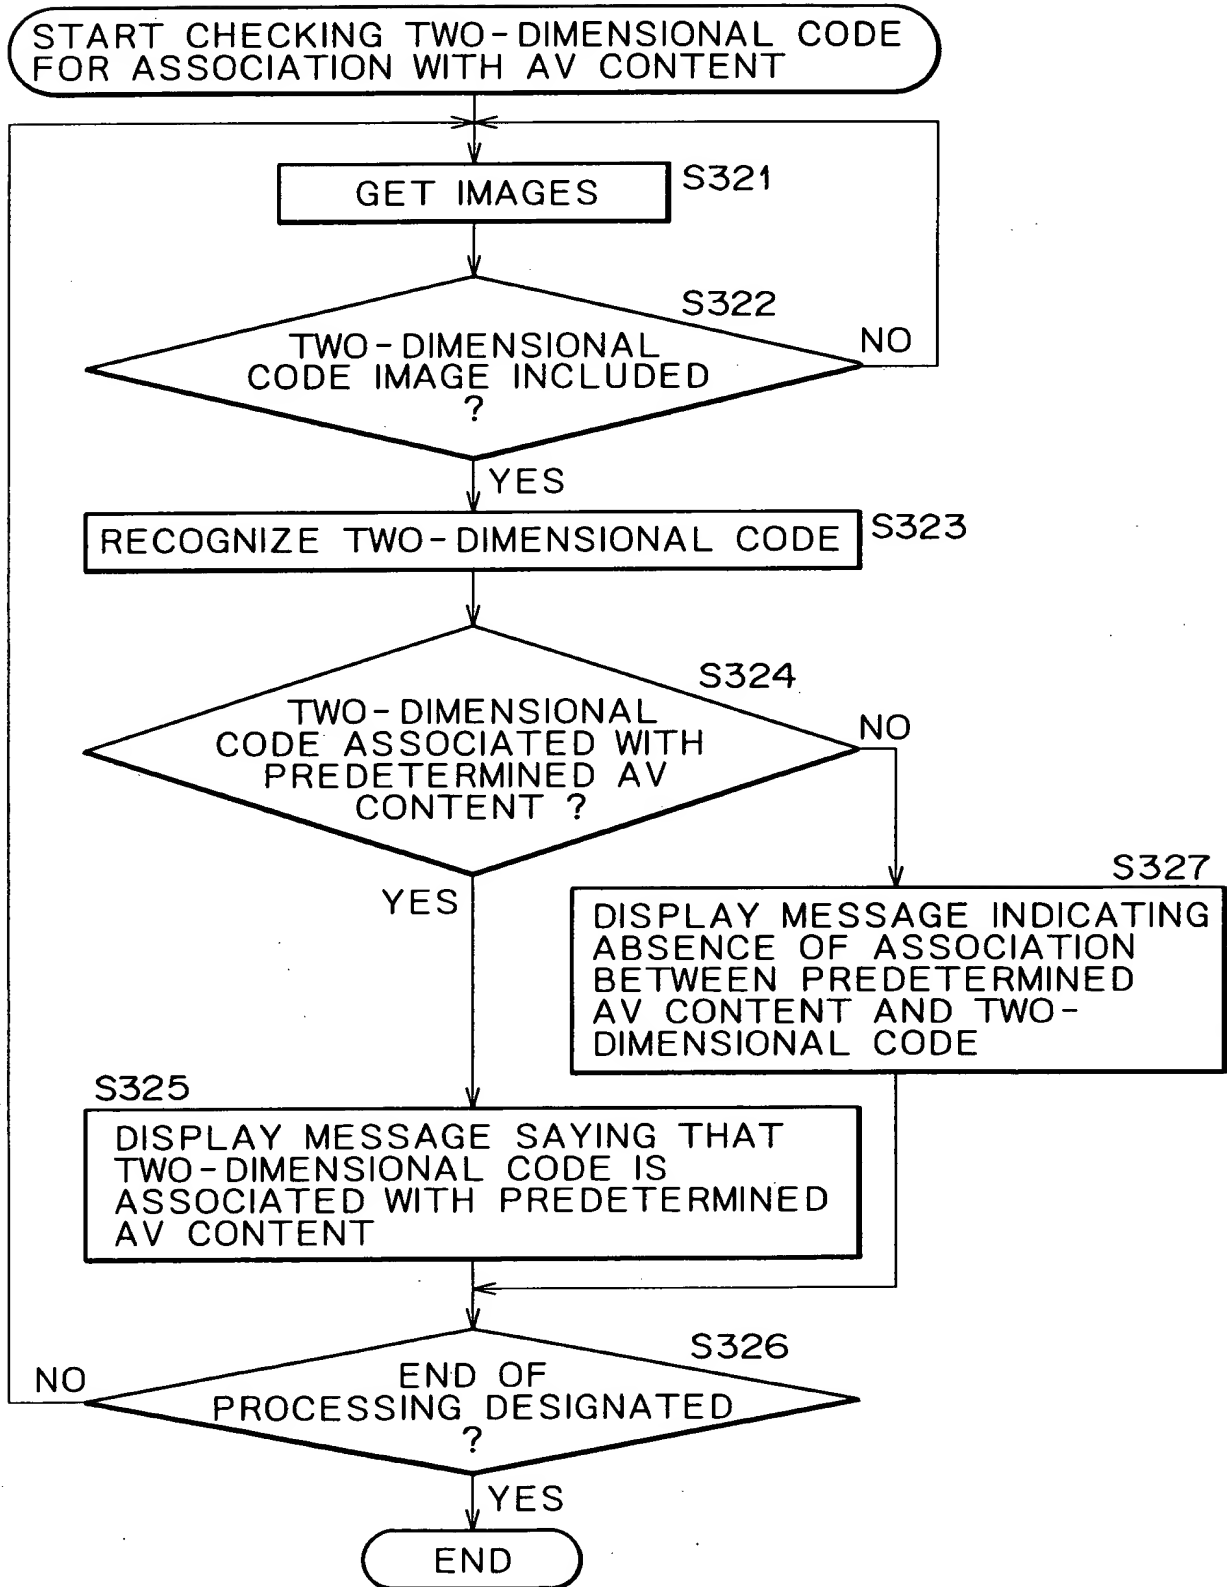 START CHECKING TWO-DIMENSIONAL CODE
FOR ASSOCIATION WITH AV CONTENT
GET IMAGES
S321
S322
TWO-DIMENSIONAL
CODE IMAGE INCLUDED
?
NO
YES
RECOGNIZE TWO-DIMENSIONAL CODE
S323
S324
TWO-DIMENSIONAL
CODE ASSOCIATED WITH
PREDETERMINED AV
CONTENT ?
NO
YES
S327
DISPLAY MESSAGE INDICATING
ABSENCE OF ASSOCIATION
BETWEEN PREDETERMINED
AV CONTENT AND TWO-
DIMENSIONAL CODE
S325
DISPLAY MESSAGE SAYING THAT
TWO-DIMENSIONAL CODE IS
ASSOCIATED WITH PREDETERMINED
AV CONTENT
S326
NO
END OF
PROCESSING DESIGNATED
?
YES
END